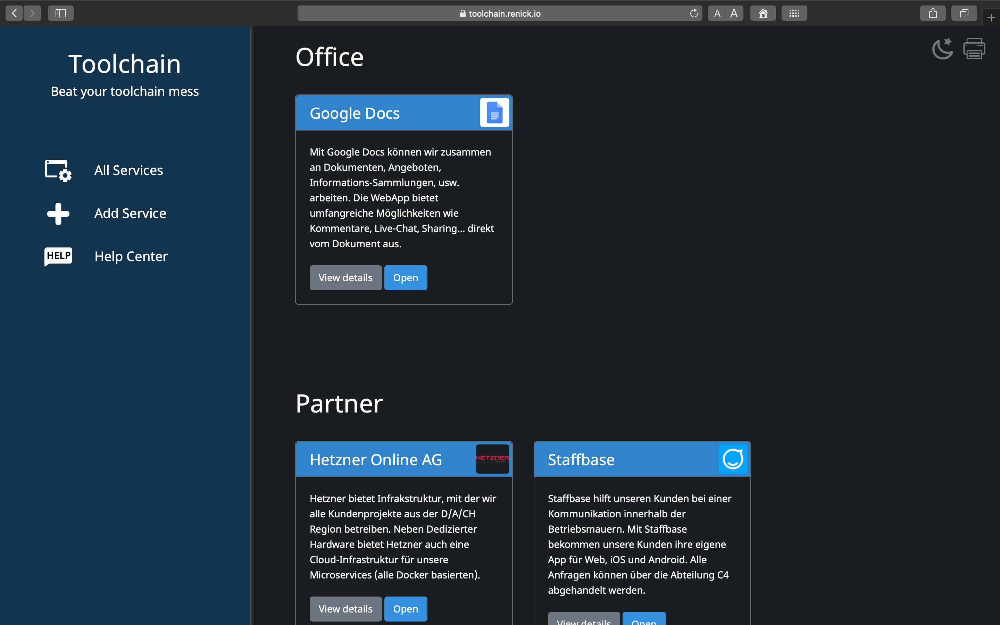 toolchain.renick.io
A A
Toolchain
Beat your toolchain mess
All Services
Add Service
HELP
Help Center
Office
Google Docs
Mit Google Docs können wir zusammen
an Dokumenten, Angeboten,
Informations-Sammlungen, usw.
arbeiten. Die WebApp bietet
umfangreiche Möglichkeiten wie
Kommentare, Live-Chat, Sharing... direkt
vom Dokument aus.
View details
Open
Partner
Hetzner Online AG
HETZNER
ONLINE
Hetzner bietet Infrakstruktur, mit der wir
alle Kundenprojekte aus der D/A/CH
Region betreiben. Neben Dedizierter
Hardware bietet Hetzner auch eine
Cloud-Infrastruktur für unsere
Microservices (alle Docker basierten).
View details
Open
Staffbase
Staffbase hilft unseren Kunden bei einer
Kommunikation innerhalb der
Betriebsmauern. Mit Staffbase
bekommen unsere Kunden ihre eigene
App für Web, iOS und Android. Alle
Anfragen können über die Abteilung C4
abgehandelt werden.
View details
Open